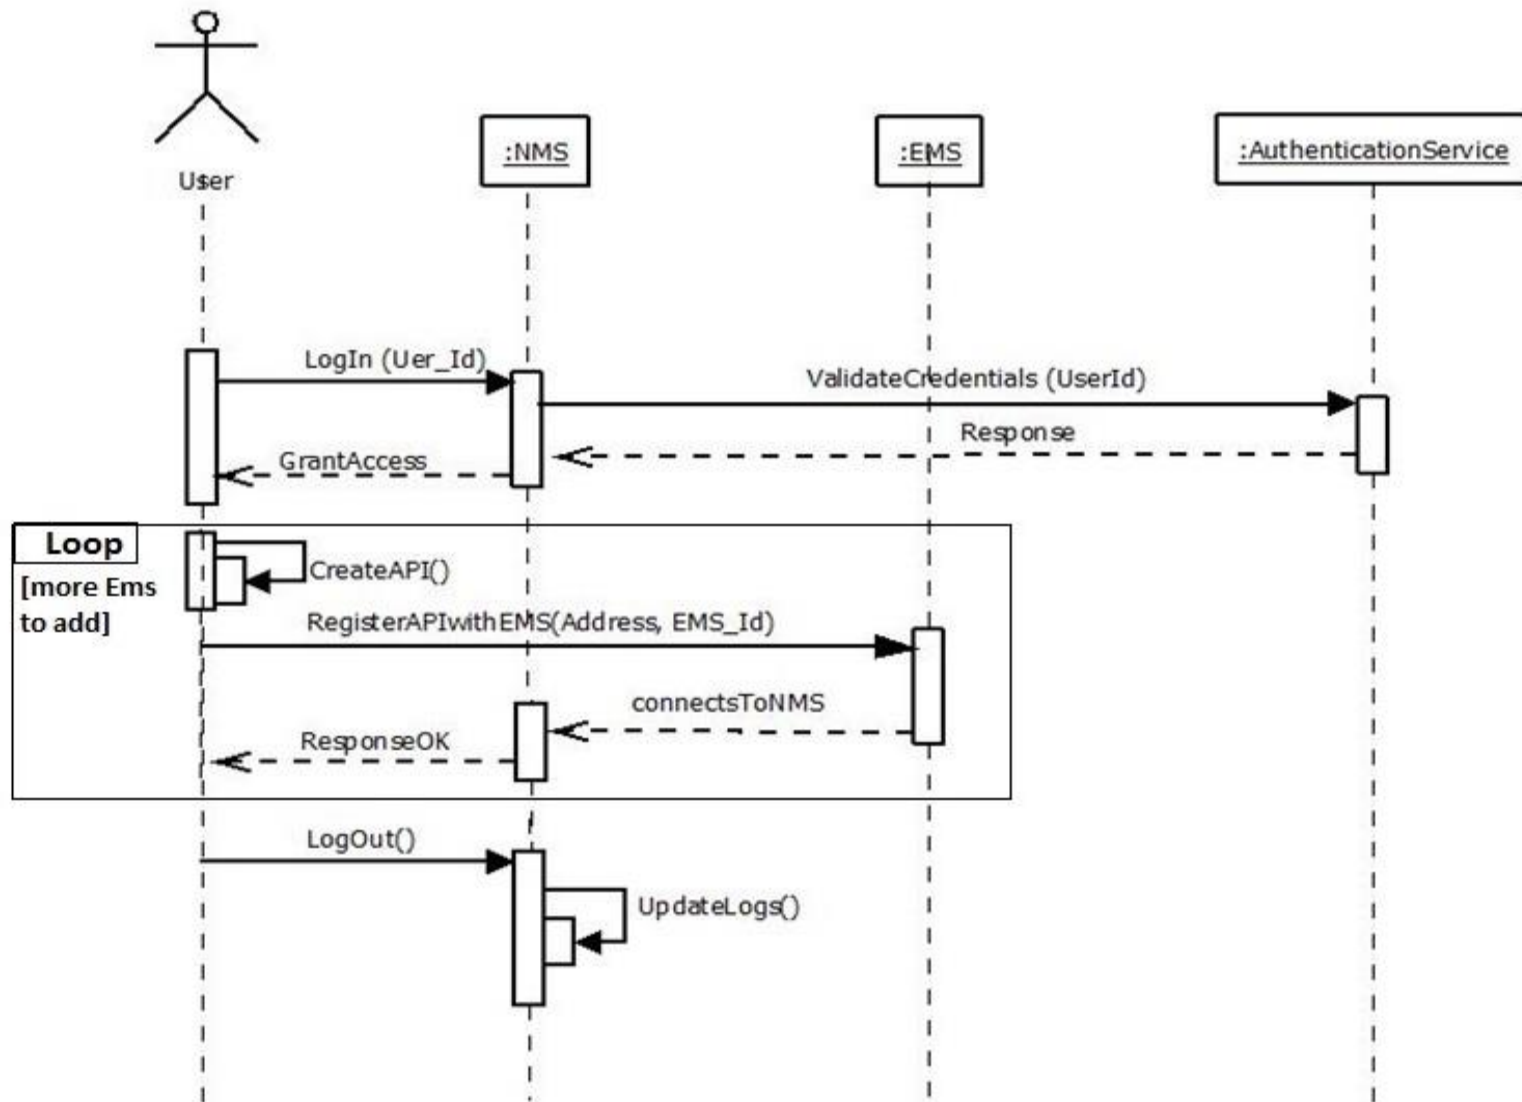 User
:NMS
:EMS
:AuthenticationService
LogIn (Uer_Id)
ValidateCredentials (UserId)
Response
GrantAccess
Loop
[more Ems
to add]
CreateAPI()
RegisterAPIwithEMS(Address, EMS_Id)
connectsToNMS
ResponseOK
LogOut()
UpdateLogs()